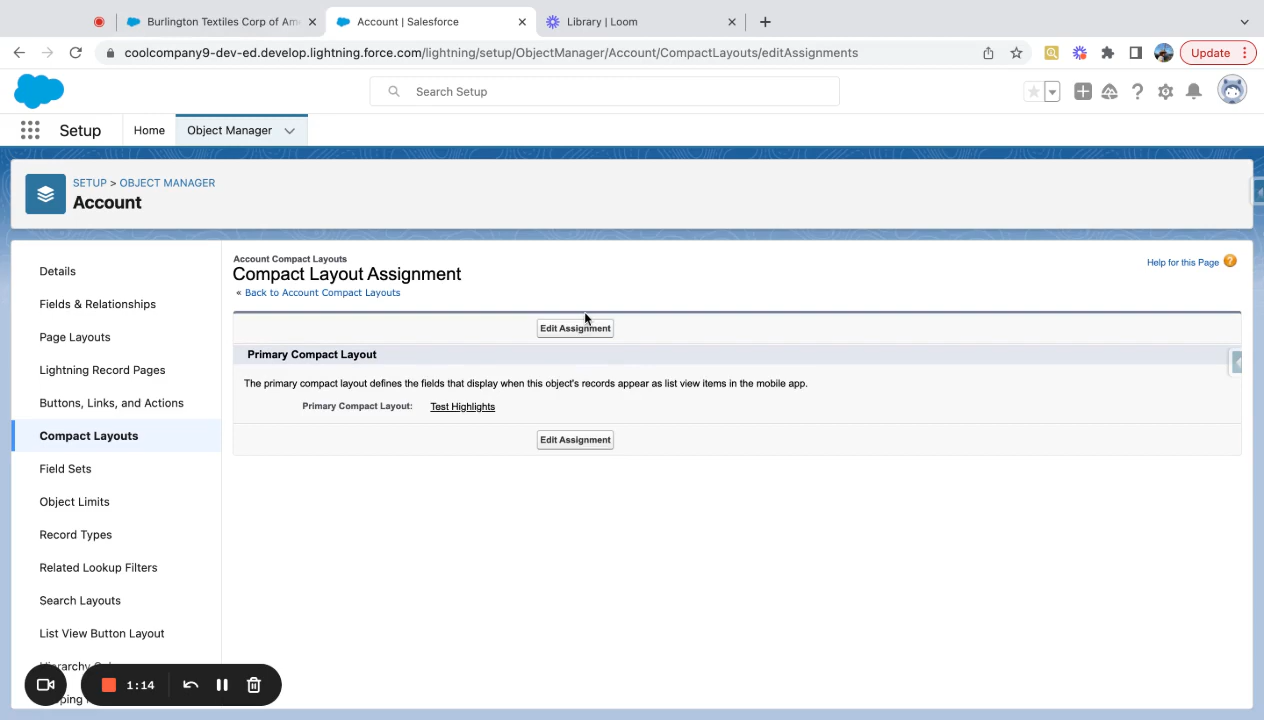 Burlington Textiles Corp of Am
Account | Salesforce
Library | Loom
coolcompany9-dev-ed.develop.lightning.force.com/lightning/setup/ObjectManager/Account/CompactLayouts/editAssignments
Update
Search Setup
Setup
Home
Object Manager
SETUP > OBJECT MANAGER
Account
Details
Fields & Relationships
Page Layouts
Lightning Record Pages
Buttons, Links, and Actions
Compact Layouts
Field Sets
Object Limits
Record Types
Related Lookup Filters
Search Layouts
List View Button Layout
Hierarchy
Account Compact Layouts
Compact Layout Assignment
« Back to Account Compact Layouts
Help for this Page ?
Edit Assignment
Primary Compact Layout
The primary compact layout defines the fields that display when this object's records appear as list view items in the mobile app.
Primary Compact Layout: Test Highlights
Edit Assignment
1:14